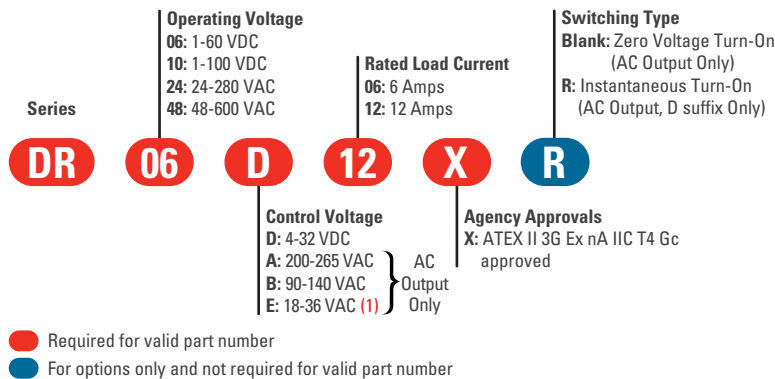 Operating Voltage
06: 1-60 VDC
10: 1-100 VDC
24: 24-280 VAC
48: 48-600 VAC
Rated Load Current
06: 6 Amps
12: 12 Amps
Switching Type
Blank: Zero Voltage Turn-On
(AC Output Only)
R: Instantaneous Turn-On
(AC Output, D suffix Only)
Series
DR 06 D 12 X R
Control Voltage
D: 4-32 VDC
A: 200-265 VAC
B: 90-140 VAC
E: 18-36 VAC (1)
AC
Output
Only
Agency Approvals
X: ATEX II 3G Ex nA IIC T4 Gc
approved
Required for valid part number
For options only and not required for valid part number